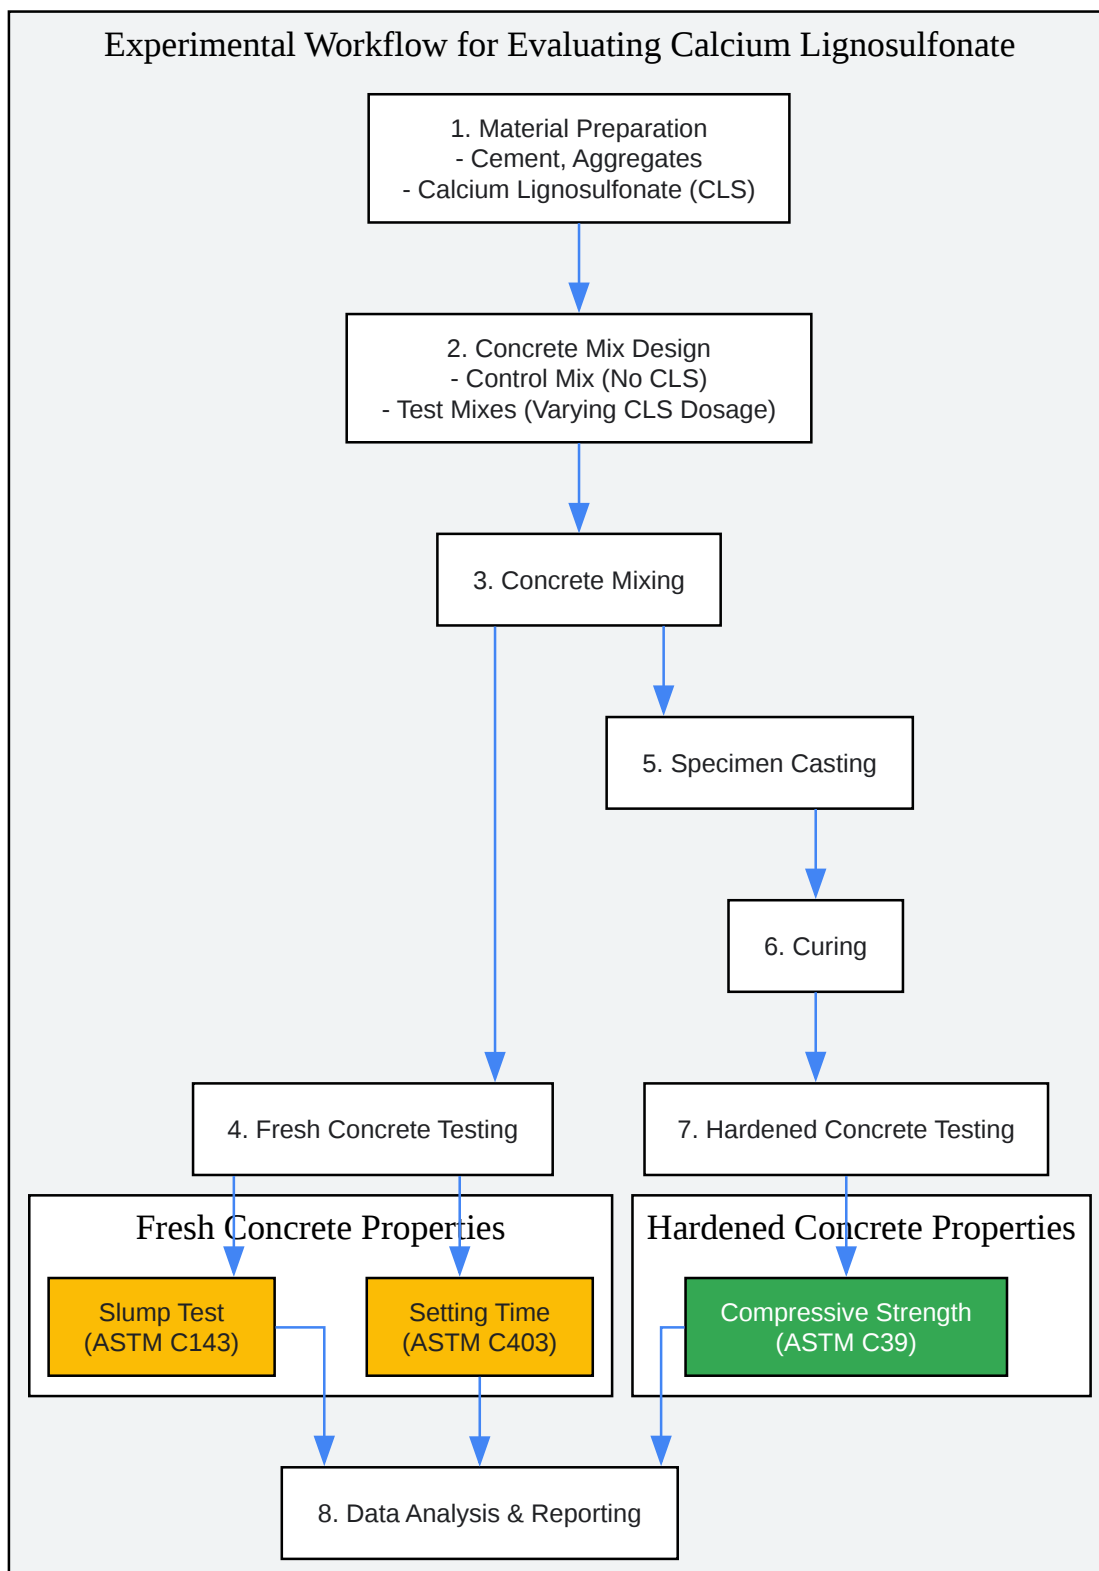 Experimental Workflow for Evaluating Calcium Lignosulfonate
1. Material Preparation
- Cement, Aggregates
- Calcium Lignosulfonate (CLS)
2. Concrete Mix Design
- Control Mix (No CLS)
- Test Mixes (Varying CLS Dosage)
3. Concrete Mixing
5. Specimen Casting
6. Curing
4. Fresh Concrete Testing
7. Hardened Concrete Testing
Fresh Concrete Properties
Hardened Concrete Properties
Slump Test
(ASTM C143)
Setting Time
(ASTM C403)
Compressive Strength
(ASTM C39)
8. Data Analysis & Reporting